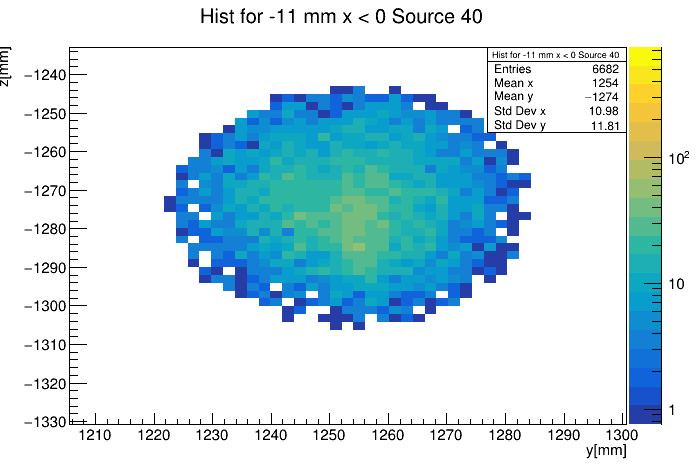 Hist for -11 mm x < 0 Source 40
z[mm]
Hist for -11 mm x < 0 Source 40
Entries 6682
Mean x 1254
Mean y −1274
Std Dev x 10.98
Std Dev y 11.81
−1240
−1250
−1260
−1270
−1280
−1290
−1300
−1310
−1320
−1330
10²
10
1
1210 1220 1230 1240 1250 1260 1270 1280 1290 1300
y[mm]